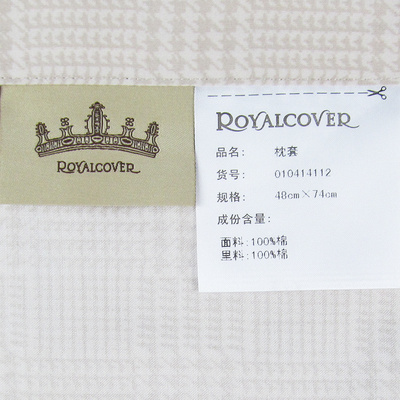 ROYALCOVER
ROYALCOVER
品名： 枕套
货号： 010414112
规格： 48cm×74cm
成份含量：
面料：100%棉
里料：100%棉